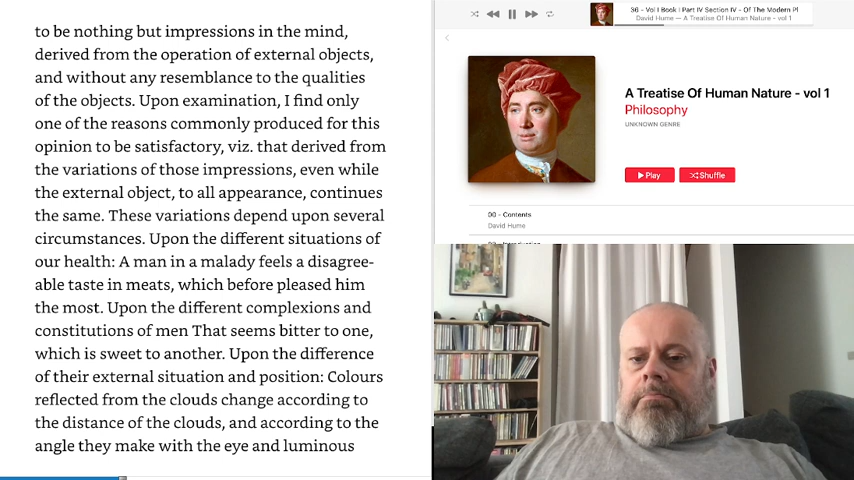 to be nothing but impressions in the mind,
derived from the operation of external objects,
and without any resemblance to the qualities
of the objects. Upon examination, I find only
one of the reasons commonly produced for this
opinion to be satisfactory, viz. that derived from
the variations of those impressions, even while
the external object, to all appearance, continues
the same. These variations depend upon several
circumstances. Upon the different situations of
our health: A man in a malady feels a disagree-
able taste in meats, which before pleased him
the most. Upon the different complexions and
constitutions of men That seems bitter to one,
which is sweet to another. Upon the difference
of their external situation and position: Colours
reflected from the clouds change according to
the distance of the clouds, and according to the
angle they make with the eye and luminous
36 - Vol I Book I Part IV Section IV - Of The Modern Pl
David Hume — A Treatise Of Human Nature - vol 1
A Treatise Of Human Nature - vol 1
Philosophy
UNKNOWN GENRE
Play
Shuffle
00 - Contents
David Hume